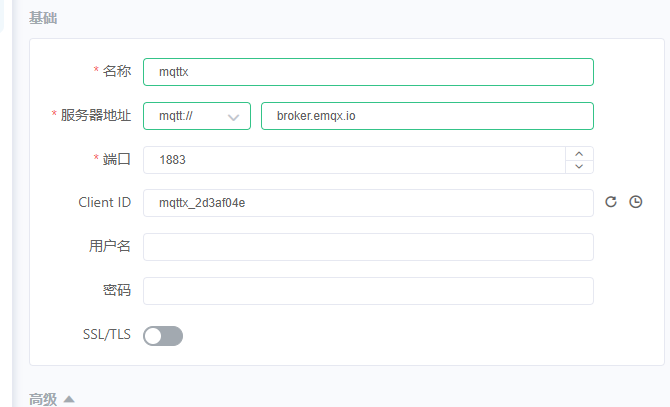 基础
* 名称 mqttx
* 服务器地址 mqtt:// broker.emqx.io
* 端口 1883
Client ID mqttx_2d3af04e
用户名
密码
SSL/TLS
高级